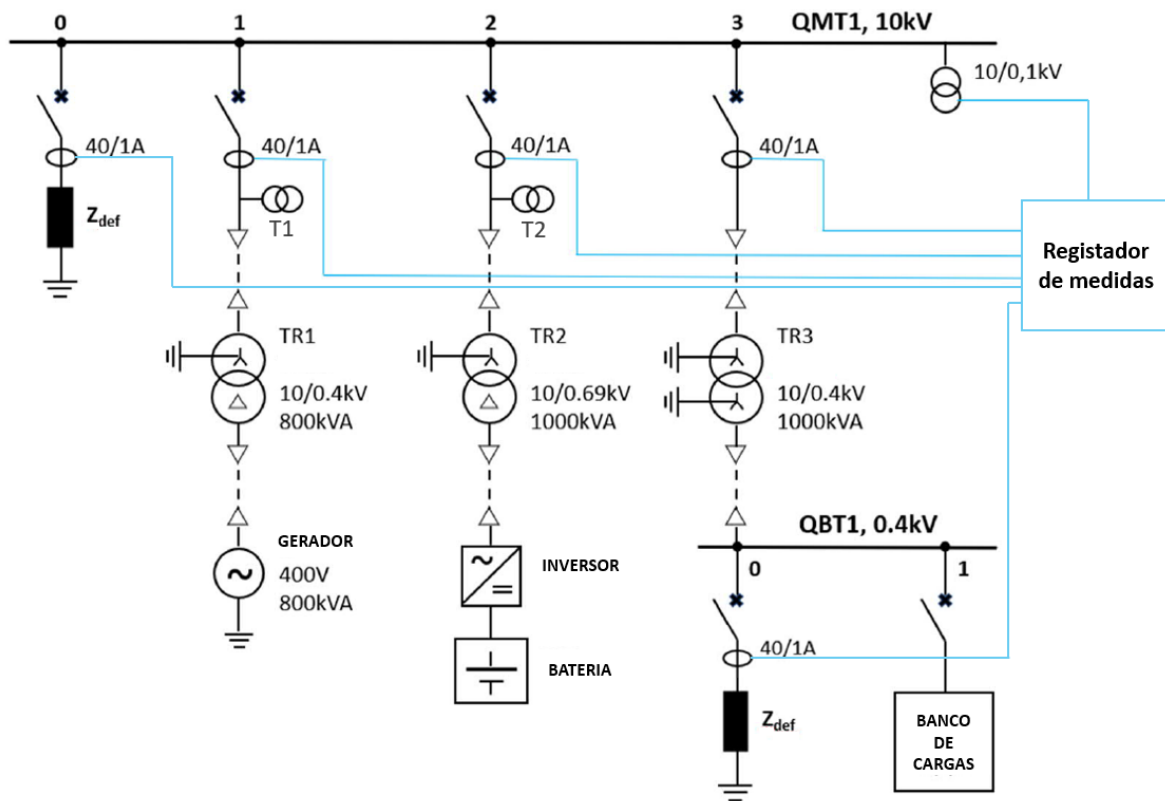 0
1
2
3
QMT1, 10kV
10/0,1kV
40/1A
40/1A
40/1A
40/1A
Zdef
T1
T2
Registador
de medidas
TR1
10/0.4kV
800kVA
TR2
10/0.69kV
1000kVA
TR3
10/0.4kV
1000kVA
GERADOR
400V
800kVA
INVERSOR
BATERIA
QBT1, 0.4kV
0
1
40/1A
Zdef
BANCO
DE
CARGAS